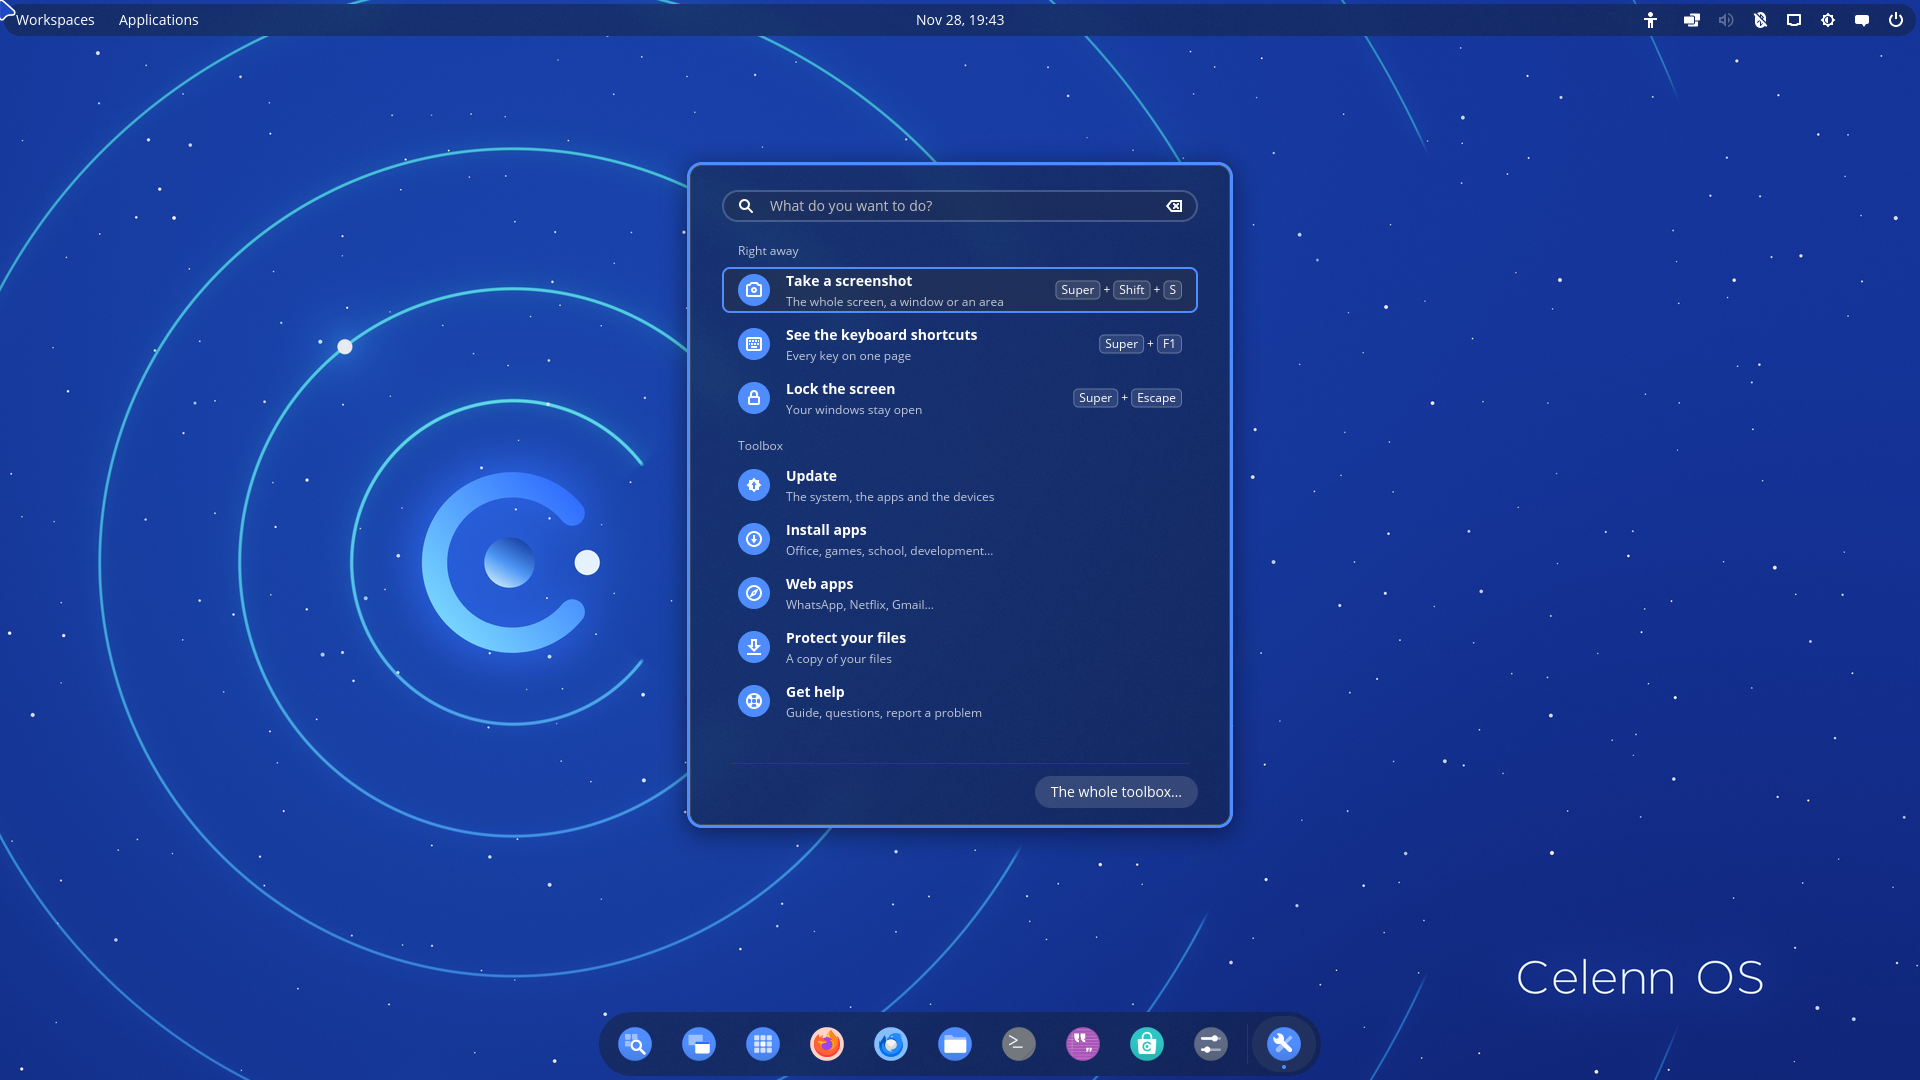 Workspaces
Applications
Nov 28, 19:43
What do you want to do?
Right away
Take a screenshot
The whole screen, a window or an area
Super + Shift + S
See the keyboard shortcuts
Every key on one page
Super + F1
Lock the screen
Your windows stay open
Super + Escape
Toolbox
Update
The system, the apps and the devices
Install apps
Office, games, school, development...
Web apps
WhatsApp, Netflix, Gmail...
Protect your files
A copy of your files
Get help
Guide, questions, report a problem
The whole toolbox...
Celenn OS